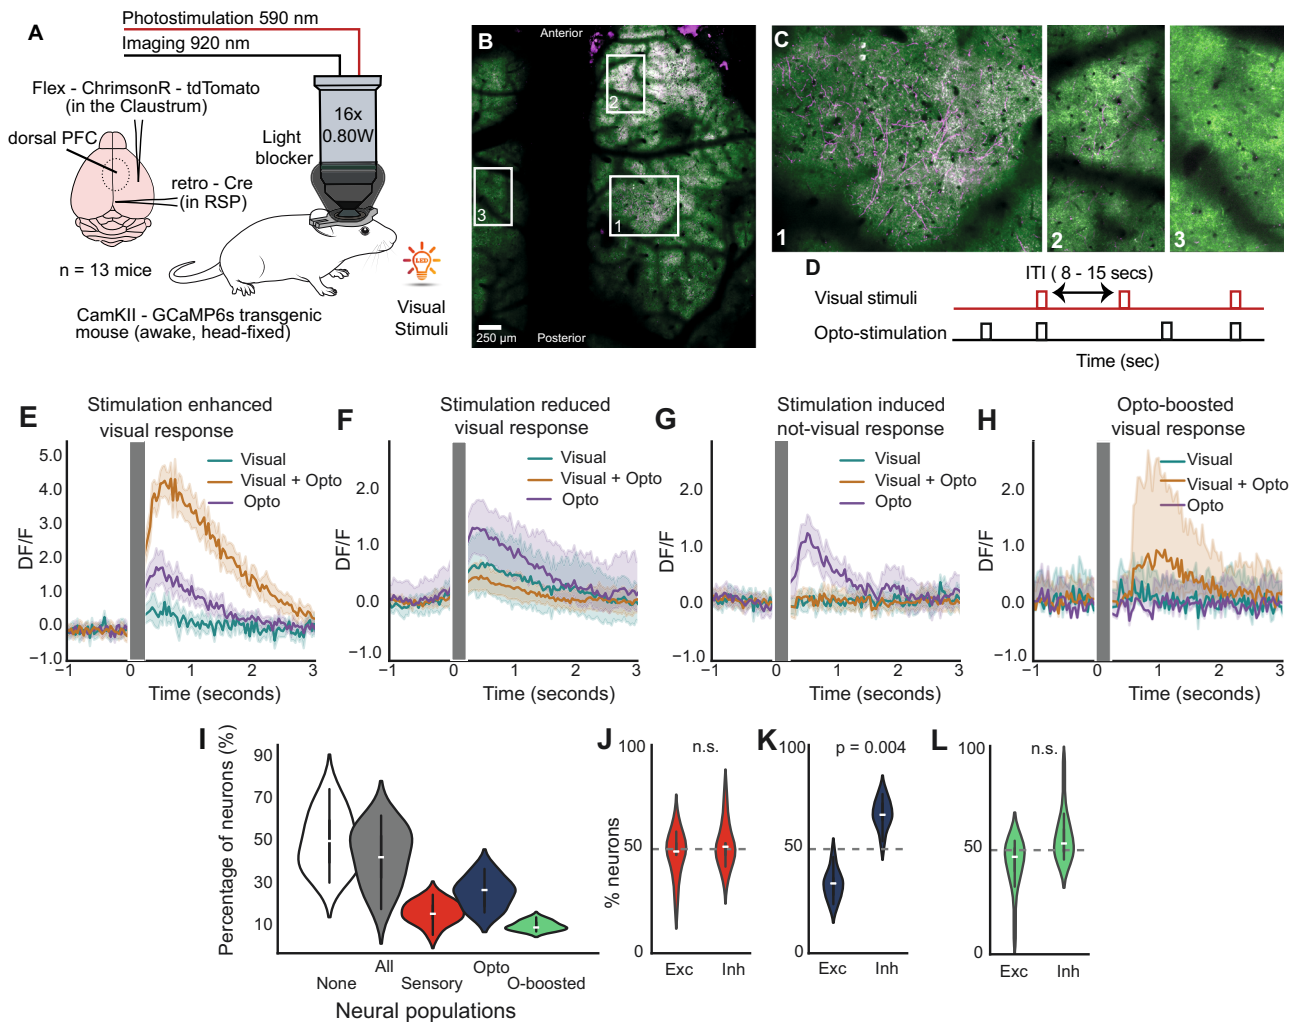 A
Photostimulation 590 nm
Imaging 920 nm
Flex - ChrimsonR - tdTomato
(in the Claustrum)
dorsal PFC
retro - Cre
(in RSP)
Light
blocker
16x
0.80W
n = 13 mice
CamKII - GCaMP6s transgenic
mouse (awake, head-fixed)
LED
Visual
Stimuli
B
Anterior
2
3
1
250 µm
Posterior
C
1
2
3
D
ITI ( 8 - 15 secs)
Visual stimuli
Opto-stimulation
Time (sec)
E
Stimulation enhanced
visual response
Visual
Visual + Opto
Opto
DF/F
5.0
4.0
3.0
2.0
1.0
0.0
−1.0
−1 0 1 2 3
Time (seconds)
F
Stimulation reduced
visual response
Visual
Visual + Opto
Opto
DF/F
2.0
1.0
0.0
−1.0
−1 0 1 2 3
Time (seconds)
G
Stimulation induced
not-visual response
Visual
Visual + Opto
Opto
DF/F
2.0
1.0
0.0
−1.0
−1 0 1 2 3
Time (seconds)
H
Opto-boosted
visual response
Visual
Visual + Opto
Opto
DF/F
2.0
1.0
0.0
-1.0
−1 0 1 2 3
Time (seconds)
I
Percentage of neurons (%)
90
70
50
30
10
None
All
Sensory
Opto
O-boosted
Neural populations
J
% neurons
100
50
0
n.s.
Exc Inh
K
100
50
0
p = 0.004
Exc Inh
L
100
50
0
n.s.
Exc Inh